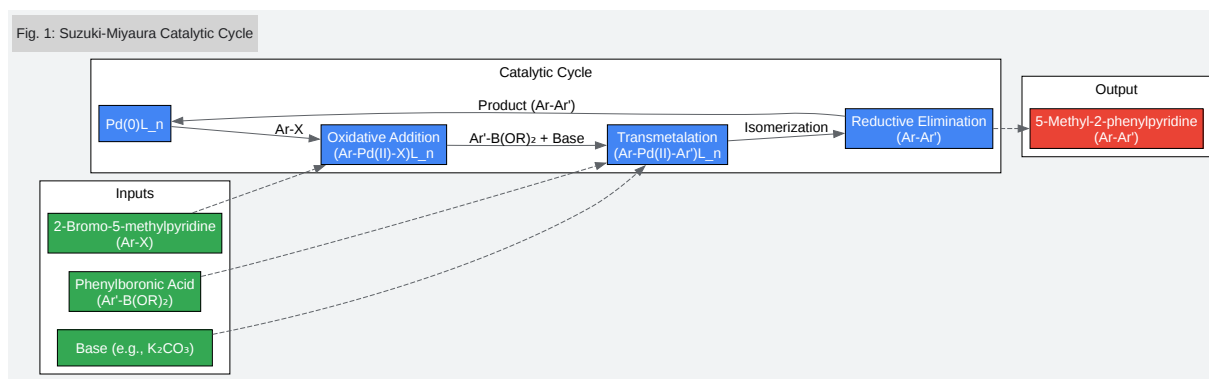 Fig. 1: Suzuki-Miyaura Catalytic Cycle
Catalytic Cycle
Pd(0)L_n
Ar-X
Oxidative Addition
(Ar-Pd(II)-X)L_n
Ar'-B(OR)₂ + Base
Transmetalation
(Ar-Pd(II)-Ar')L_n
Isomerization
Reductive Elimination
(Ar-Ar')
Product (Ar-Ar')
Output
5-Methyl-2-phenylpyridine
(Ar-Ar')
Inputs
2-Bromo-5-methylpyridine
(Ar-X)
Phenylboronic Acid
(Ar'-B(OR)₂)
Base (e.g., K₂CO₃)